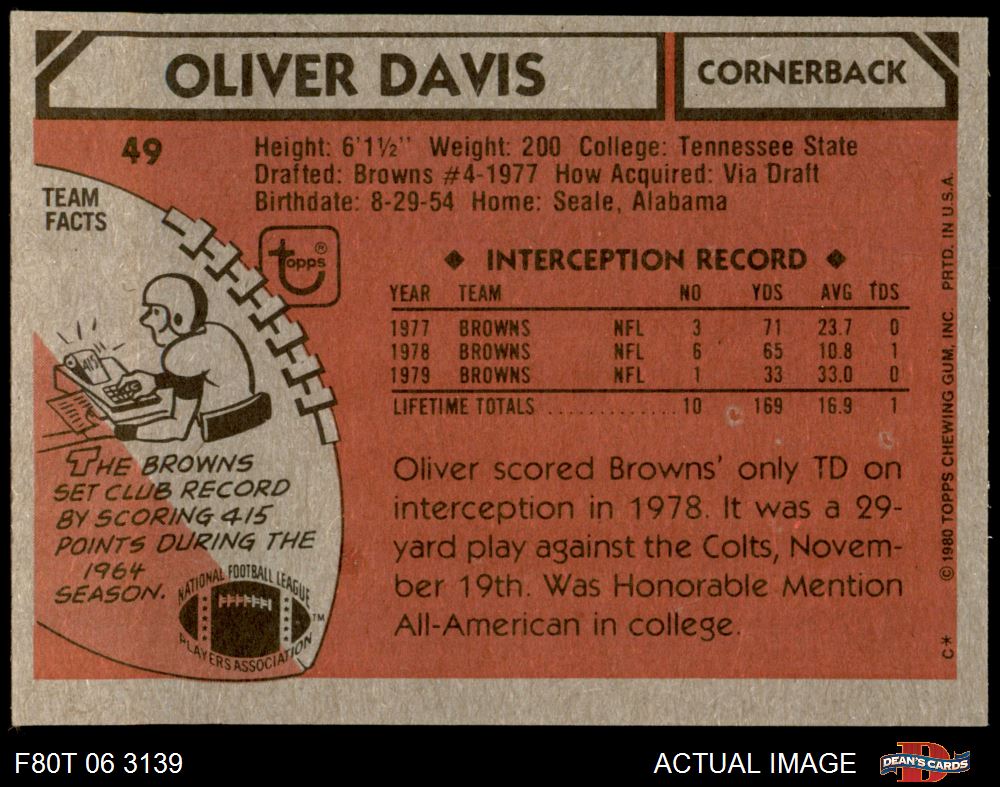 OLIVER DAVIS
CORNERBACK
49
Height: 6'1½" Weight: 200 College: Tennessee State
Drafted: Browns #4-1977 How Acquired: Via Draft
Birthdate: 8-29-54 Home: Seale, Alabama
TEAM
FACTS
topps®
◆ INTERCEPTION RECORD ◆
YEAR TEAM NO YDS AVG TDS
1977 BROWNS NFL 3 71 23.7 0
1978 BROWNS NFL 6 65 10.8 1
1979 BROWNS NFL 1 33 33.0 0
LIFETIME TOTALS ............. 10 169 16.9 1
415
THE BROWNS
SET CLUB RECORD
BY SCORING 415
POINTS DURING THE
1964
SEASON.
NATIONAL FOOTBALL LEAGUE
PLAYERS ASSOCIATION
™
Oliver scored Browns' only TD on
interception in 1978. It was a 29-
yard play against the Colts, Novem-
ber 19th. Was Honorable Mention
All-American in college.
© 1980 TOPPS CHEWING GUM, INC. PRTD. IN U.S.A.
C*
F80T 06 3139
ACTUAL IMAGE
D
DEAN'S CARDS